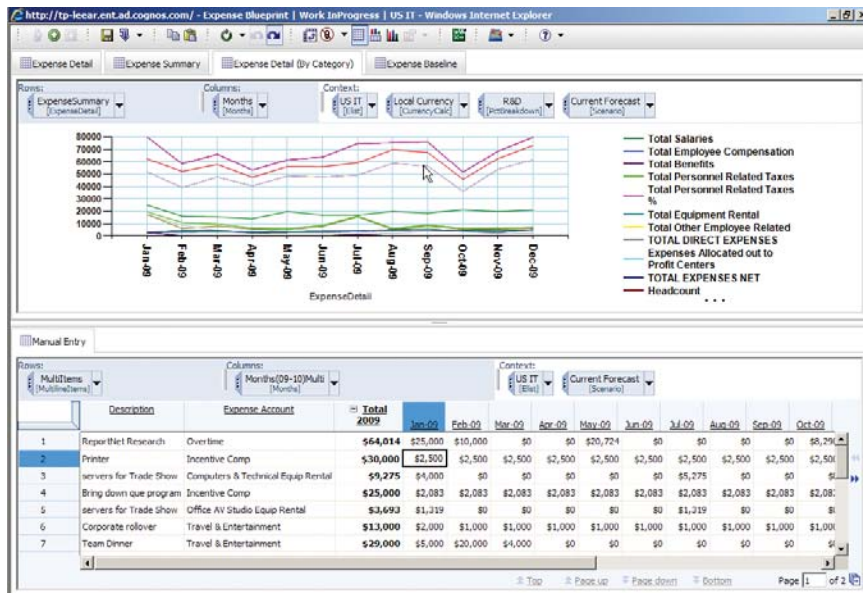 http://tp-leear.ent.ad.cognos.com/ - Expense Blueprint | Work InProgress | US IT - Windows Internet Explorer
Expense Detail Expense Summary Expense Detail (By Category) Expense Baseline
Rows: Columns: Context:
ExpenseSummary Months US IT Local Currency R&D Current Forecast
[ExpenseDetail] [Months] [Elist] [CurrencyCalc] [PctBreakdown] [Scenario]
80000
70000
60000
50000
40000
30000
20000
10000
0
Jan-09 Feb-09 Mar-09 Apr-09 May-09 Jun-09 Jul-09 Aug-09 Sep-09 Oct-09 Nov-09 Dec-09
ExpenseDetail
Total Salaries
Total Employee Compensation
Total Benefits
Total Personnel Related Taxes
Total Personnel Related Taxes
%
Total Equipment Rental
Total Other Employee Related
TOTAL DIRECT EXPENSES
Expenses Allocated out to
Profit Centers
TOTAL EXPENSES NET
Headcount
Manual Entry
Rows: Columns: Context:
MultiItems Months(09-10)Multi US IT Current Forecast
[MultilineItems] [Months] [Elist] [Scenario]
Description Expense Account Total 2009 Jan-09 Feb-09 Mar-09 Apr-09 May-09 Jun-09 Jul-09 Aug-09 Sep-09 Oct-09
1 ReportNet Research Overtime $64,014 $25,000 $10,000 $0 $0 $20,724 $0 $0 $0 $0
2 Printer Incentive Comp $30,000 $2,500 $2,500 $2,500 $2,500 $2,500 $2,500 $2,500 $2,500 $2,500
3 servers for Trade Show Computers & Technical Equip Rental $9,275 $4,000 $0 $0 $0 $0 $0 $5,275 $0 $0
4 Bring down que program Incentive Comp $25,000 $2,083 $2,083 $2,083 $2,083 $2,083 $2,083 $2,083 $2,083 $2,083
5 servers for Trade Show Office AV Studio Equip Rental $3,693 $1,319 $0 $0 $0 $0 $0 $1,319 $0 $0
6 Corporate rollover Travel & Entertainment $13,000 $2,000 $1,000 $1,000 $1,000 $1,000 $1,000 $1,000 $1,000 $1,000
7 Team Dinner Travel & Entertainment $29,000 $5,000 $20,000 $4,000 $0 $0 $0 $0 $0 $0
Top Page up Page down Bottom Page 1 of 2